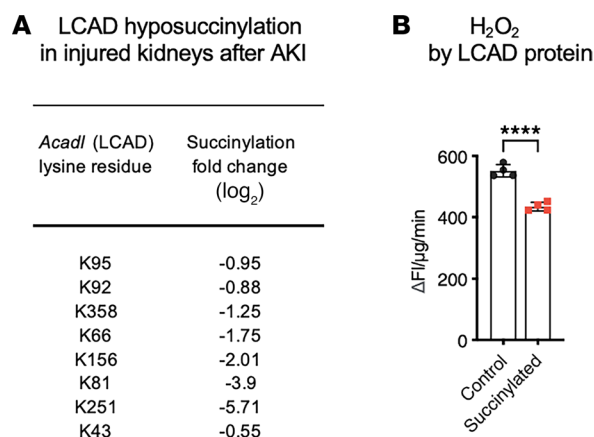 A
LCAD hyposuccinylation
in injured kidneys after AKI
Acadl (LCAD) Succinylation
lysine residue fold change
(log2)
K95 -0.95
K92 -0.88
K358 -1.25
K66 -1.75
K156 -2.01
K81 -3.9
K251 -5.71
K43 -0.55
B
H2O2
by LCAD protein
****
600
400
200
0
ΔFI/μg/min
Control
Succinylated